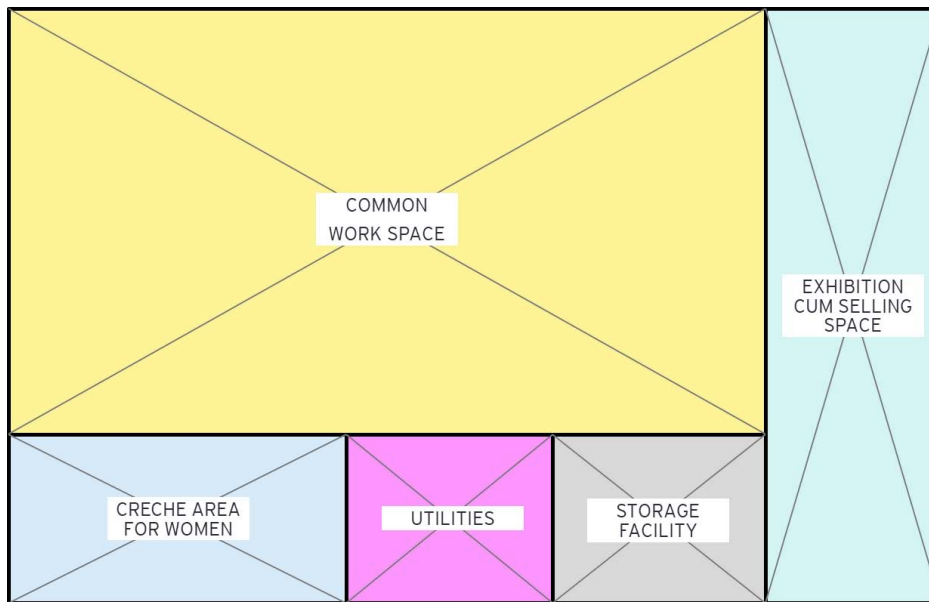 COMMON
WORK SPACE
EXHIBITION
CUM SELLING
SPACE
CRECHE AREA
FOR WOMEN
UTILITIES
STORAGE
FACILITY